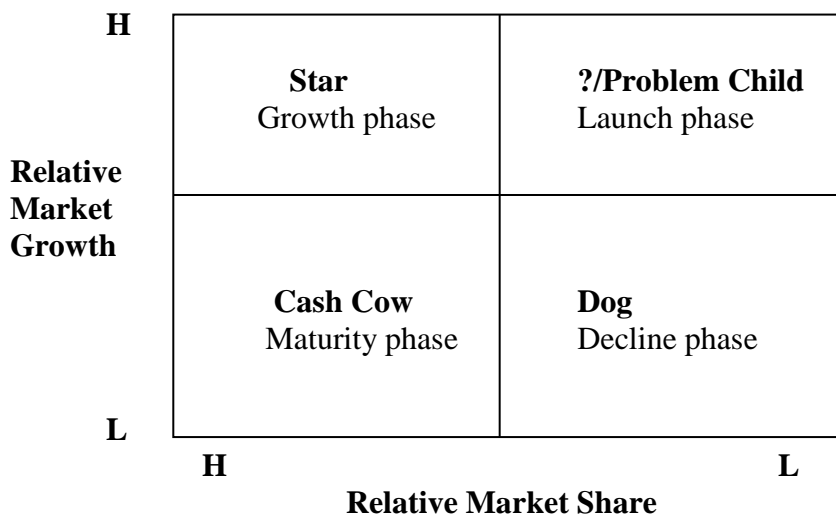 H
Star
Growth phase
?/Problem Child
Launch phase
Relative
Market
Growth
Cash Cow
Maturity phase
Dog
Decline phase
L
H
L
Relative Market Share